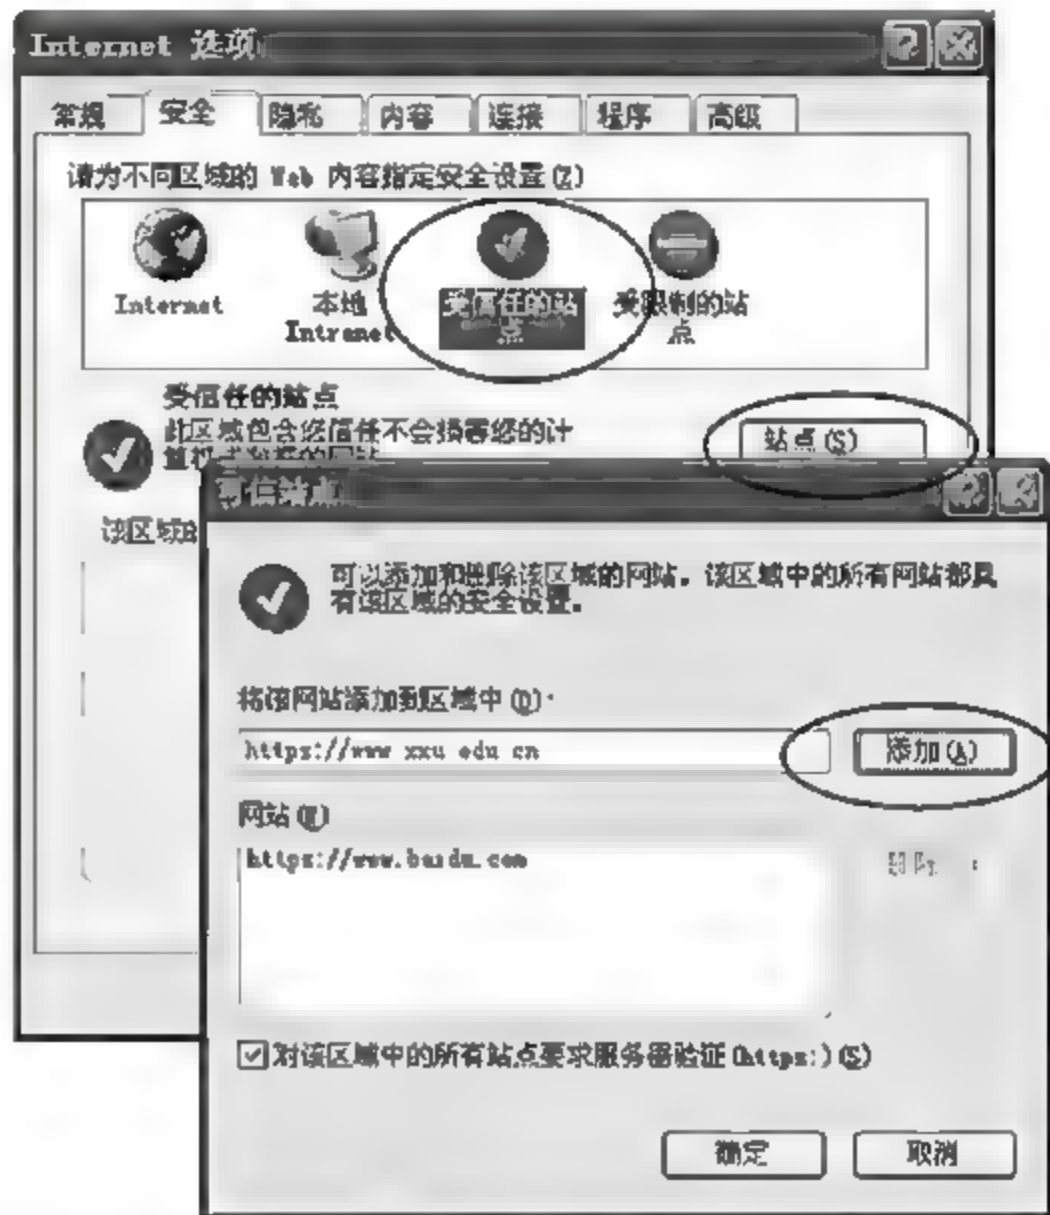 Internet 选项
常规 安全 隐私 内容 连接 程序 高级
请为不同区域的 Web 内容指定安全设置(Z)
Internet
本地
Intranet
受信任的站
点
受限制的站
点
受信任的站点
此区域包含您信任不会损害您的计
站点(S)
可信站点
该区域
可以添加和删除该区域的网站。该区域中的所有网站都具
有该区域的安全设置。
将该网站添加到区域中(D):
https://www xxu edu cn
添加(A)
网站(W)
https://www.baidu.com
删除
对该区域中的所有站点要求服务器验证(https:)(S)
确定 取消